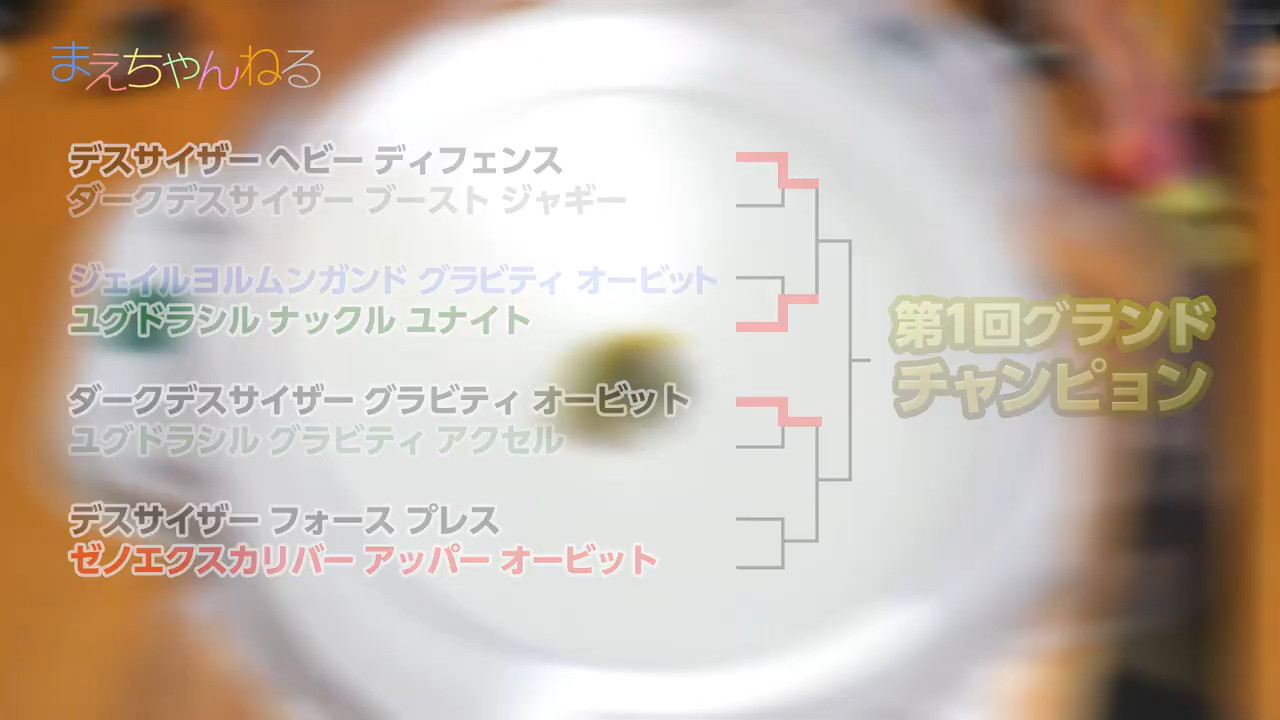 まえちゃんねる
デスサイザー ヘビー ディフェンス
ダークデスサイザー ブースト ジャギー
ジェイルヨルムンガンド グラビティ オービット
ユグドラシル ナックル ユナイト
ダークデスサイザー グラビティ オービット
ユグドラシル グラビティ アクセル
デスサイザー フォース プレス
ゼノエクスカリバー アッパー オービット
第1回グランド
チャンピョン